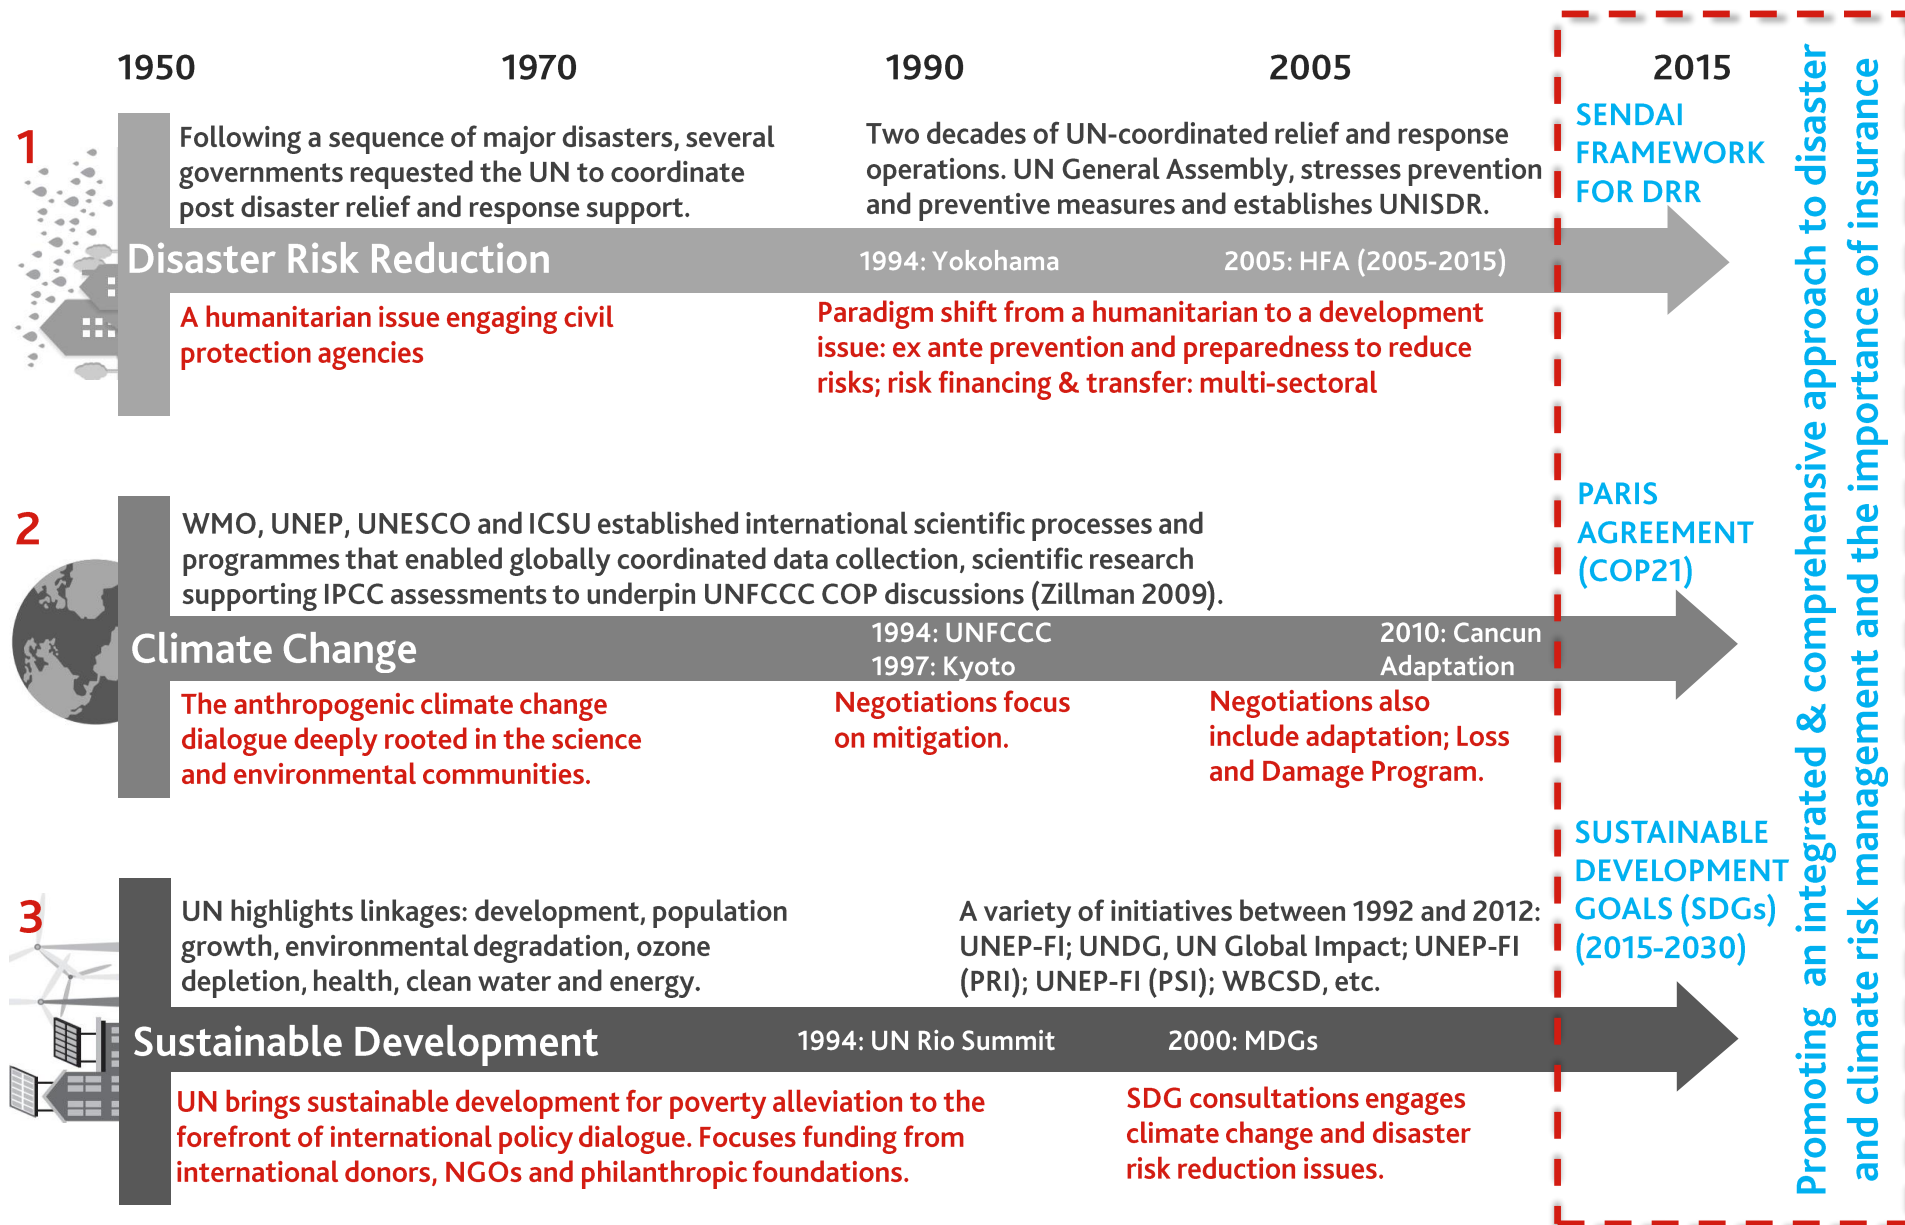 1950 1970 1990 2005 2015
1
Following a sequence of major disasters, several
governments requested the UN to coordinate
post disaster relief and response support.
Two decades of UN-coordinated relief and response
operations. UN General Assembly, stresses prevention
and preventive measures and establishes UNISDR.
SENDAI
FRAMEWORK
FOR DRR
Disaster Risk Reduction
1994: Yokohama
2005: HFA (2005-2015)
A humanitarian issue engaging civil
protection agencies
Paradigm shift from a humanitarian to a development
issue: ex ante prevention and preparedness to reduce
risks; risk financing & transfer: multi-sectoral
2
WMO, UNEP, UNESCO and ICSU established international scientific processes and
programmes that enabled globally coordinated data collection, scientific research
supporting IPCC assessments to underpin UNFCCC COP discussions (Zillman 2009).
PARIS
AGREEMENT
(COP21)
Climate Change
1994: UNFCCC
1997: Kyoto
2010: Cancun
Adaptation
The anthropogenic climate change
dialogue deeply rooted in the science
and environmental communities.
Negotiations focus
on mitigation.
Negotiations also
include adaptation; Loss
and Damage Program.
3
UN highlights linkages: development, population
growth, environmental degradation, ozone
depletion, health, clean water and energy.
A variety of initiatives between 1992 and 2012:
UNEP-FI; UNDG, UN Global Impact; UNEP-FI
(PRI); UNEP-FI (PSI); WBCSD, etc.
SUSTAINABLE
DEVELOPMENT
GOALS (SDGs)
(2015-2030)
Sustainable Development
1994: UN Rio Summit
2000: MDGs
UN brings sustainable development for poverty alleviation to the
forefront of international policy dialogue. Focuses funding from
international donors, NGOs and philanthropic foundations.
SDG consultations engages
climate change and disaster
risk reduction issues.
Promoting an integrated & comprehensive approach to disaster
and climate risk management and the importance of insurance